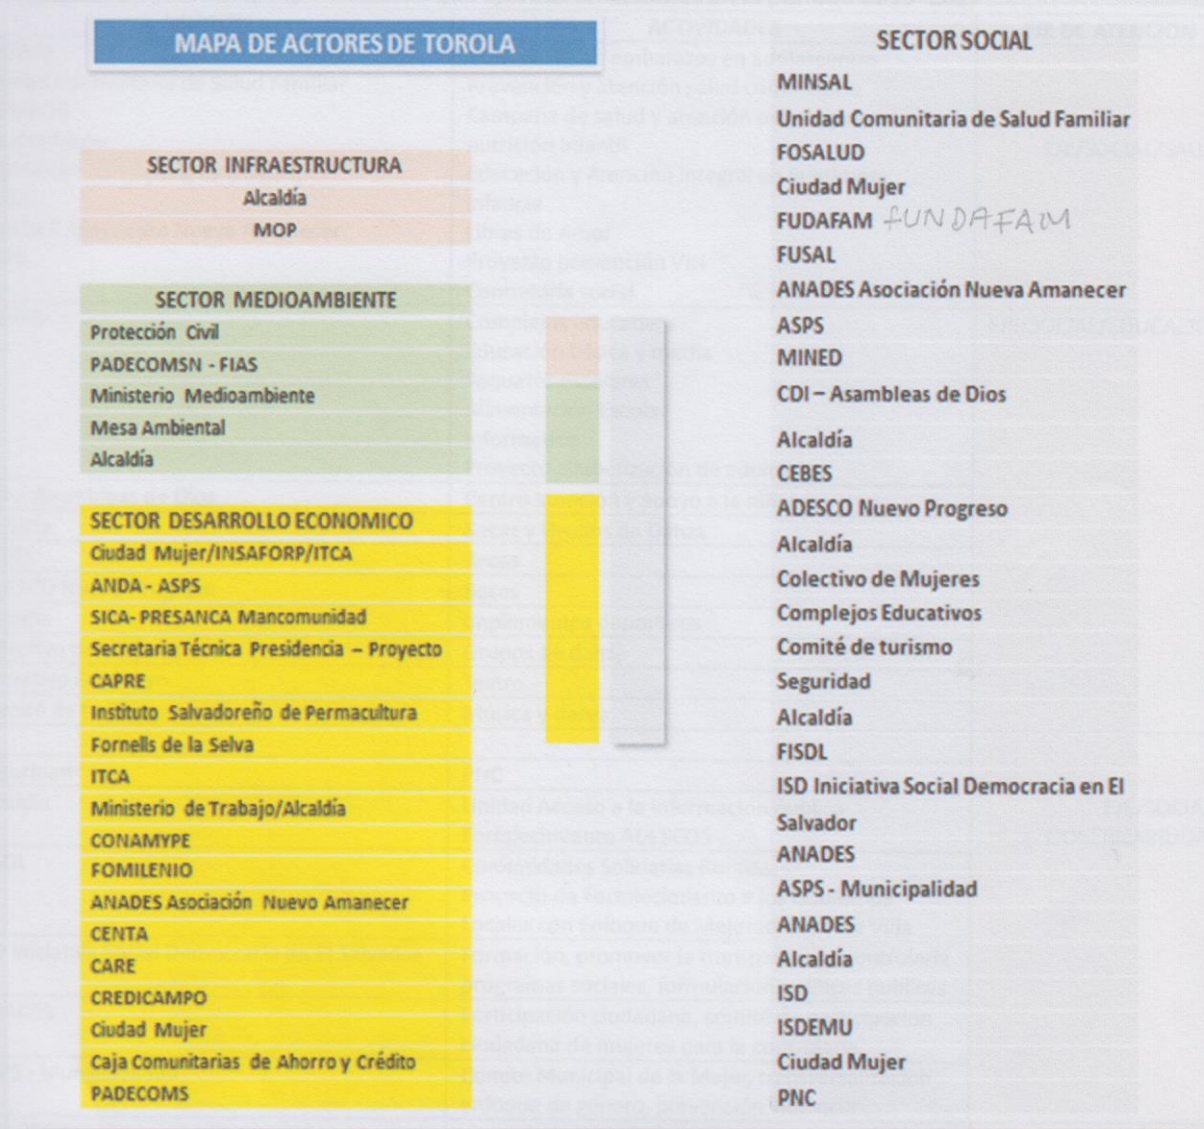 MAPA DE ACTORES DE TOROLA
SECTOR INFRAESTRUCTURA
Alcaldía
MOP
SECTOR MEDIOAMBIENTE
Protección Civil
PADECOMSN - FIAS
Ministerio Medioambiente
Mesa Ambiental
Alcaldía
SECTOR DESARROLLO ECONOMICO
Ciudad Mujer/INSAFORP/ITCA
ANDA - ASPS
SICA- PRESANCA Mancomunidad
Secretaria Técnica Presidencia – Proyecto
CAPRE
Instituto Salvadoreño de Permacultura
Fornells de la Selva
ITCA
Ministerio de Trabajo/Alcaldía
CONAMYPE
FOMILENIO
ANADES Asociación Nuevo Amanecer
CENTA
CARE
CREDICAMPO
Ciudad Mujer
Caja Comunitarias de Ahorro y Crédito
PADECOMS
SECTOR SOCIAL
MINSAL
Unidad Comunitaria de Salud Familiar
FOSALUD
Ciudad Mujer
FUDAFAM FUNDAFAM
FUSAL
ANADES Asociación Nueva Amanecer
ASPS
MINED
CDI – Asambleas de Dios
Alcaldía
CEBES
ADESCO Nuevo Progreso
Alcaldía
Colectivo de Mujeres
Complejos Educativos
Comité de turismo
Seguridad
Alcaldía
FISDL
ISD Iniciativa Social Democracia en El
Salvador
ANADES
ASPS - Municipalidad
ANADES
Alcaldía
ISD
ISDEMU
Ciudad Mujer
PNC